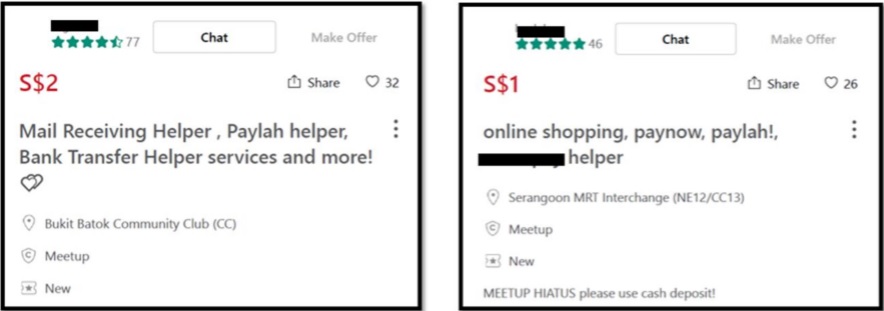 77
Chat
Make Offer
S$2
Share
32
Mail Receiving Helper , Paylah helper,
Bank Transfer Helper services and more!
Bukit Batok Community Club (CC)
Meetup
New
46
Chat
Make Offer
S$1
Share
26
online shopping, paynow, paylah!,
helper
Serangoon MRT Interchange (NE12/CC13)
Meetup
New
MEETUP HIATUS please use cash deposit!